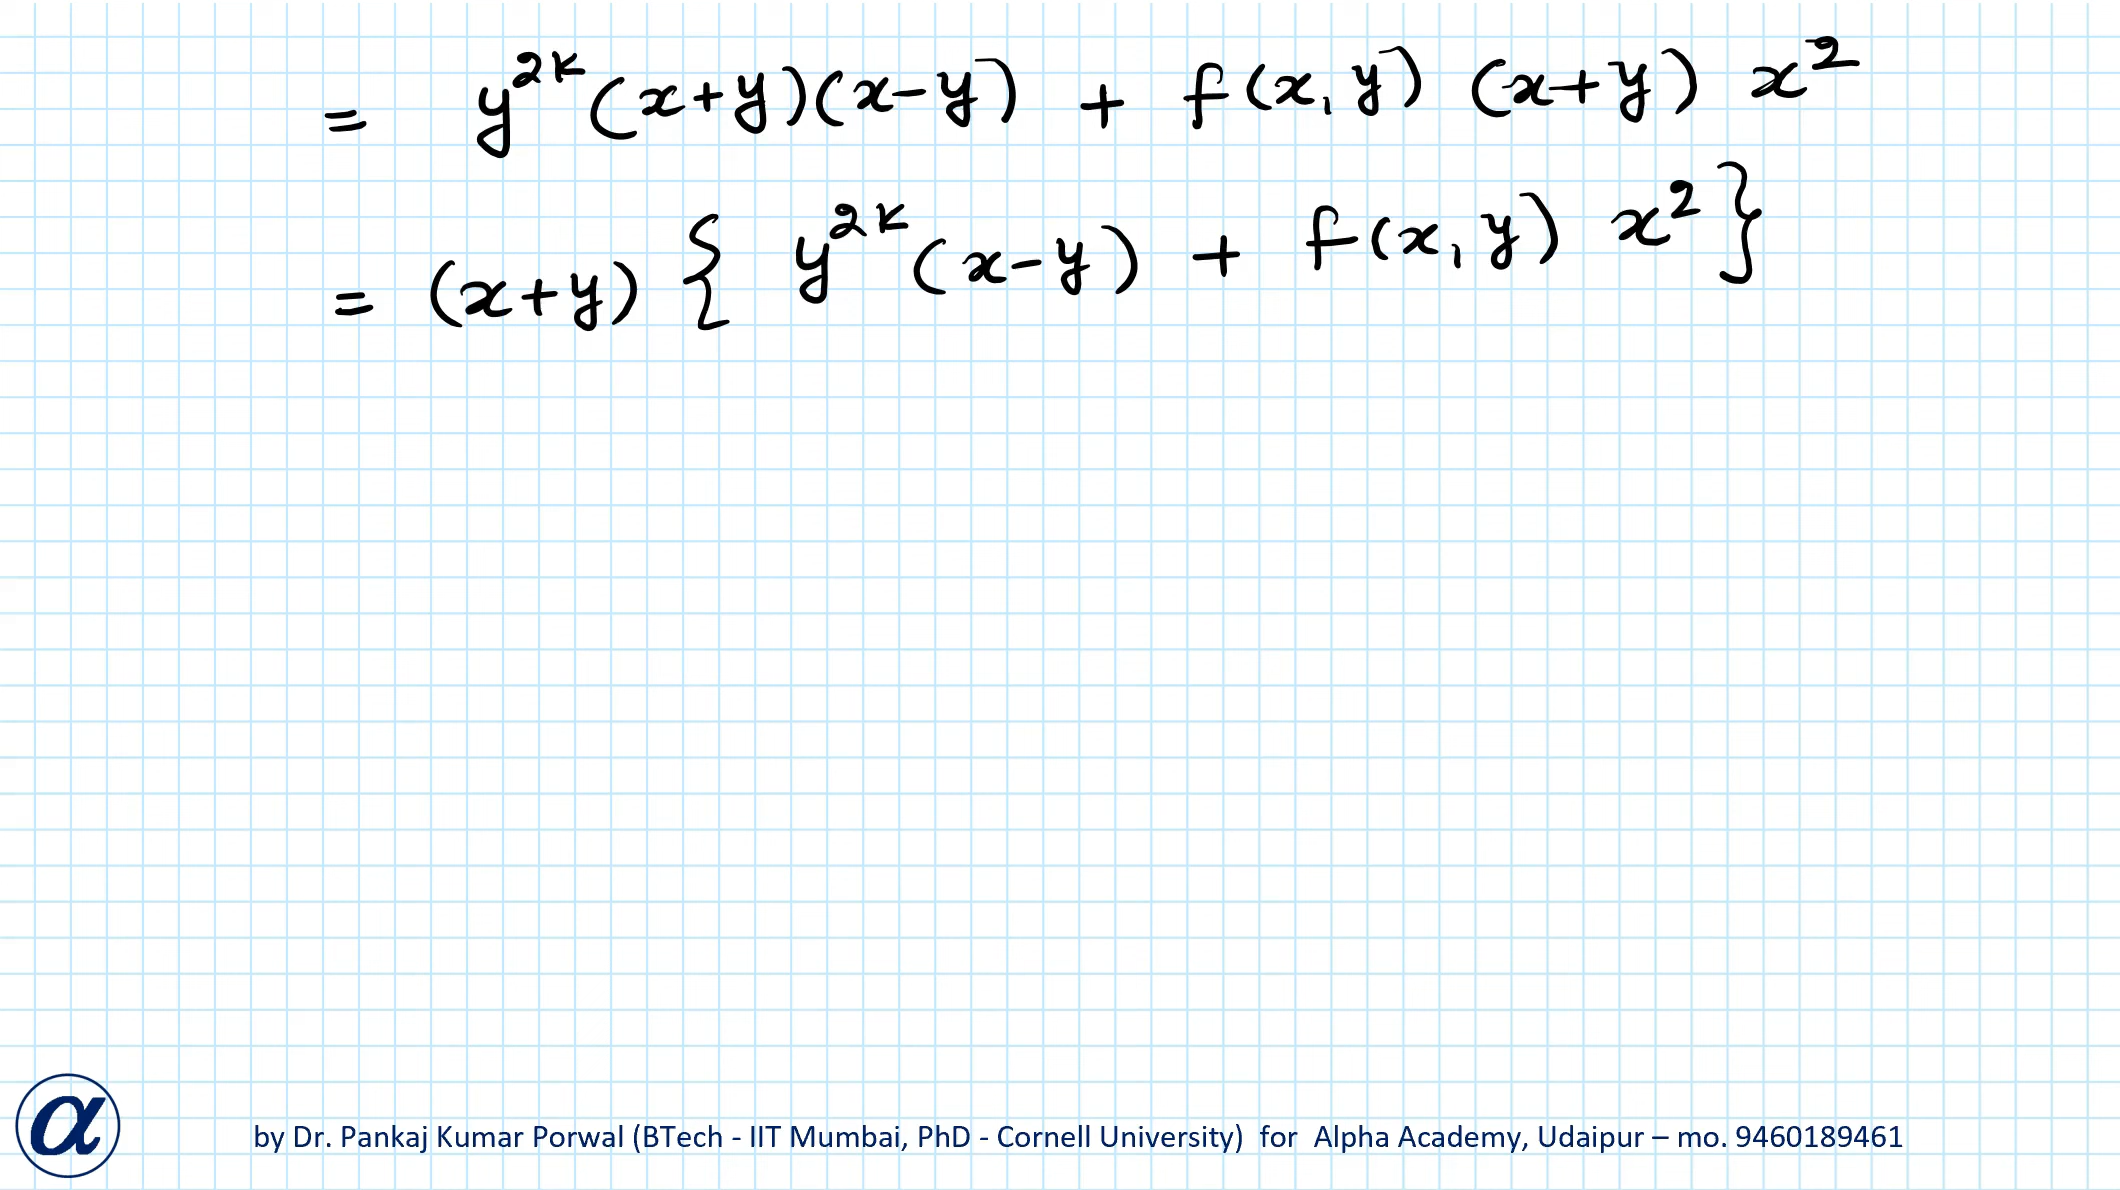 = y^{2k} (x+y)(x-y) + f(x,y) (x+y) x^2
= (x+y) { y^{2k} (x-y) + f(x,y) x^2 }
α
by Dr. Pankaj Kumar Porwal (BTech - IIT Mumbai, PhD - Cornell University) for Alpha Academy, Udaipur – mo. 9460189461